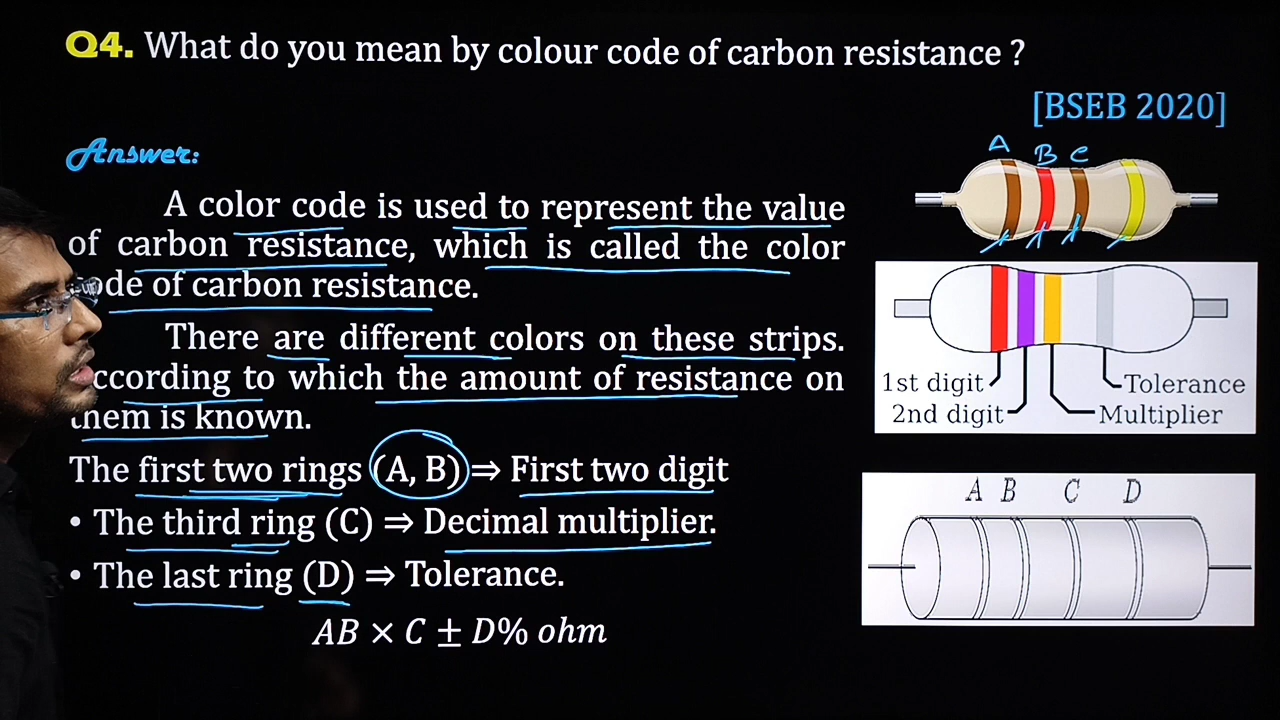 Q4. What do you mean by colour code of carbon resistance ?
[BSEB 2020]
Answer:
A color code is used to represent the value
of carbon resistance, which is called the color
ode of carbon resistance.
There are different colors on these strips.
ccording to which the amount of resistance on
them is known.
The first two rings (A, B) ⇒ First two digit
• The third ring (C) ⇒ Decimal multiplier.
• The last ring (D) ⇒ Tolerance.
AB × C ± D% ohm
A B C
1st digit
2nd digit
Tolerance
Multiplier
A B C D